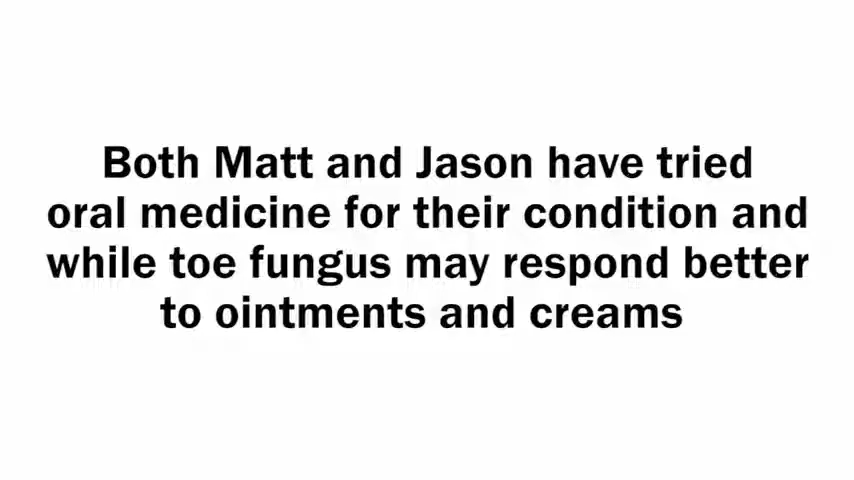 Both Matt and Jason have tried
oral medicine for their condition and
while toe fungus may respond better
to ointments and creams